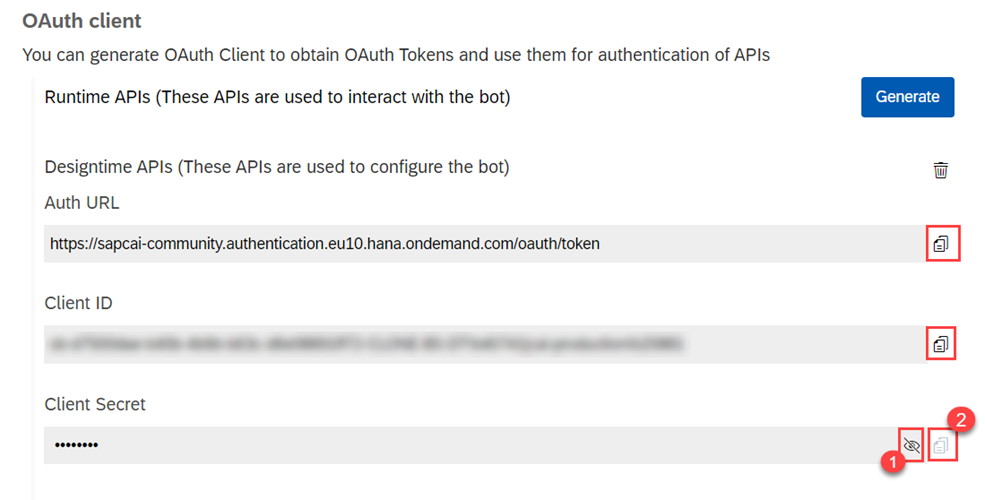 OAuth client
You can generate OAuth Client to obtain OAuth Tokens and use them for authentication of APIs
Runtime APIs (These APIs are used to interact with the bot)
Generate
Designtime APIs (These APIs are used to configure the bot)
Auth URL
https://sapcai-community.authentication.eu10.hana.ondemand.com/oauth/token
Client ID
Client Secret
••••••••
1
2